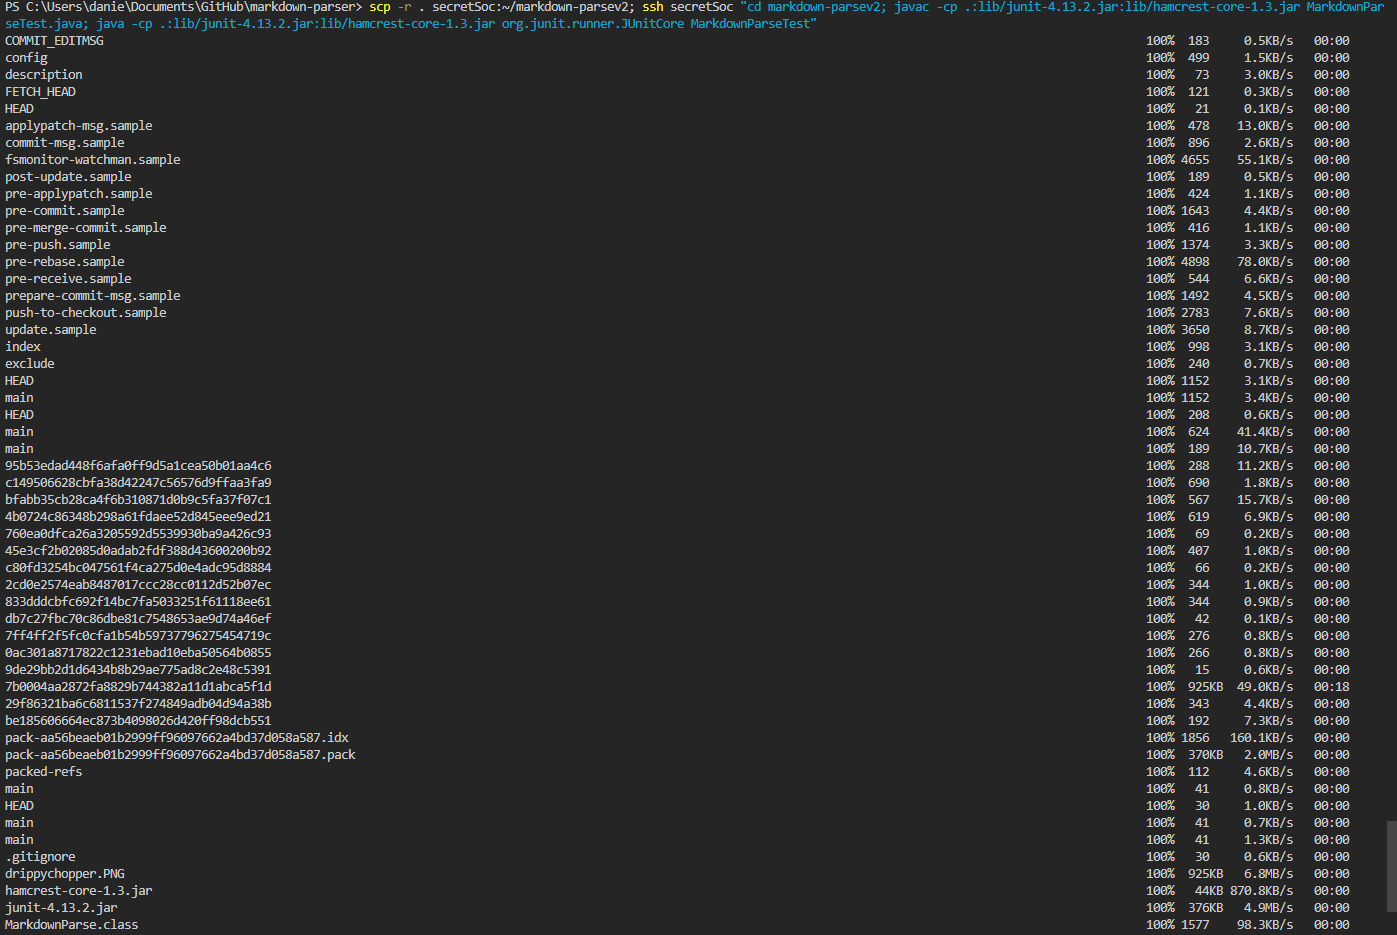 PS C:\Users\danie\Documents\GitHub\markdown-parser> scp -r . secretSoc:~/markdown-parsev2; ssh secretSoc "cd markdown-parsev2; javac -cp .:lib/junit-4.13.2.jar:lib/hamcrest-core-1.3.jar MarkdownPar
seTest.java; java -cp .:lib/junit-4.13.2.jar:lib/hamcrest-core-1.3.jar org.junit.runner.JUnitCore MarkdownParseTest"
COMMIT_EDITMSG 100% 183 0.5KB/s 00:00
config 100% 499 1.5KB/s 00:00
description 100% 73 3.0KB/s 00:00
FETCH_HEAD 100% 121 0.3KB/s 00:00
HEAD 100% 21 0.1KB/s 00:00
applypatch-msg.sample 100% 478 13.0KB/s 00:00
commit-msg.sample 100% 896 2.6KB/s 00:00
fsmonitor-watchman.sample 100% 4655 55.1KB/s 00:00
post-update.sample 100% 189 0.5KB/s 00:00
pre-applypatch.sample 100% 424 1.1KB/s 00:00
pre-commit.sample 100% 1643 4.4KB/s 00:00
pre-merge-commit.sample 100% 416 1.1KB/s 00:00
pre-push.sample 100% 1374 3.3KB/s 00:00
pre-rebase.sample 100% 4898 78.0KB/s 00:00
pre-receive.sample 100% 544 6.6KB/s 00:00
prepare-commit-msg.sample 100% 1492 4.5KB/s 00:00
push-to-checkout.sample 100% 2783 7.6KB/s 00:00
update.sample 100% 3650 8.7KB/s 00:00
index 100% 998 3.1KB/s 00:00
exclude 100% 240 0.7KB/s 00:00
HEAD 100% 1152 3.1KB/s 00:00
main 100% 1152 3.4KB/s 00:00
HEAD 100% 208 0.6KB/s 00:00
main 100% 624 41.4KB/s 00:00
main 100% 189 10.7KB/s 00:00
95b53edad448f6afa0ff9d5a1cea50b01aa4c6 100% 288 11.2KB/s 00:00
c149506628cbfa38d42247c56576d9ffaa3fa9 100% 690 1.8KB/s 00:00
bfabb35cb28ca4f6b310871d0b9c5fa37f07c1 100% 567 15.7KB/s 00:00
4b0724c86348b298a61fdaee52d845eee9ed21 100% 619 6.9KB/s 00:00
760ea0dfca26a3205592d5539930ba9a426c93 100% 69 0.2KB/s 00:00
45e3cf2b02085d0adab2fdf388d43600200b92 100% 407 1.0KB/s 00:00
c80fd3254bc047561f4ca275d0e4adc95d8884 100% 66 0.2KB/s 00:00
2cd0e2574eab8487017ccc28cc0112d52b07ec 100% 344 1.0KB/s 00:00
833dddcbfc692f14bc7fa5033251f61118ee61 100% 344 0.9KB/s 00:00
db7c27fbc70c86dbe81c7548653ae9d74a46ef 100% 42 0.1KB/s 00:00
7ff4ff2f5fc0cfa1b54b59737796275454719c 100% 276 0.8KB/s 00:00
0ac301a8717822c1231ebad10eba50564b0855 100% 266 0.8KB/s 00:00
9de29bb2d1d6434b8b29ae775ad8c2e48c5391 100% 15 0.6KB/s 00:00
7b0004aa2872fa8829b744382a11d1abca5f1d 100% 925KB 49.0KB/s 00:18
29f86321ba6c6811537f274849adb04d94a38b 100% 343 4.4KB/s 00:00
be185606664ec873b4098026d420ff98dcb551 100% 192 7.3KB/s 00:00
pack-aa56beaeb01b2999ff96097662a4bd37d058a587.idx 100% 1856 160.1KB/s 00:00
pack-aa56beaeb01b2999ff96097662a4bd37d058a587.pack 100% 370KB 2.0MB/s 00:00
packed-refs 100% 112 4.6KB/s 00:00
main 100% 41 0.8KB/s 00:00
HEAD 100% 30 1.0KB/s 00:00
main 100% 41 0.7KB/s 00:00
main 100% 41 1.3KB/s 00:00
.gitignore 100% 30 0.6KB/s 00:00
drippychopper.PNG 100% 925KB 6.8MB/s 00:00
hamcrest-core-1.3.jar 100% 44KB 870.8KB/s 00:00
junit-4.13.2.jar 100% 376KB 4.9MB/s 00:00
MarkdownParse.class 100% 1577 98.3KB/s 00:00